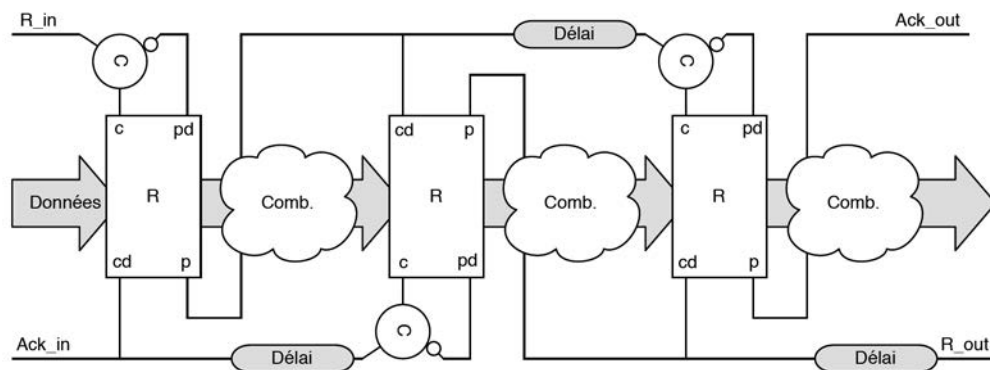 R_in
Délai
Ack_out
C
C
c
pd
cd
p
c
pd
Données
R
Comb.
R
Comb.
R
Comb.
cd
p
c
pd
cd
p
C
Ack_in
Délai
Délai
R_out